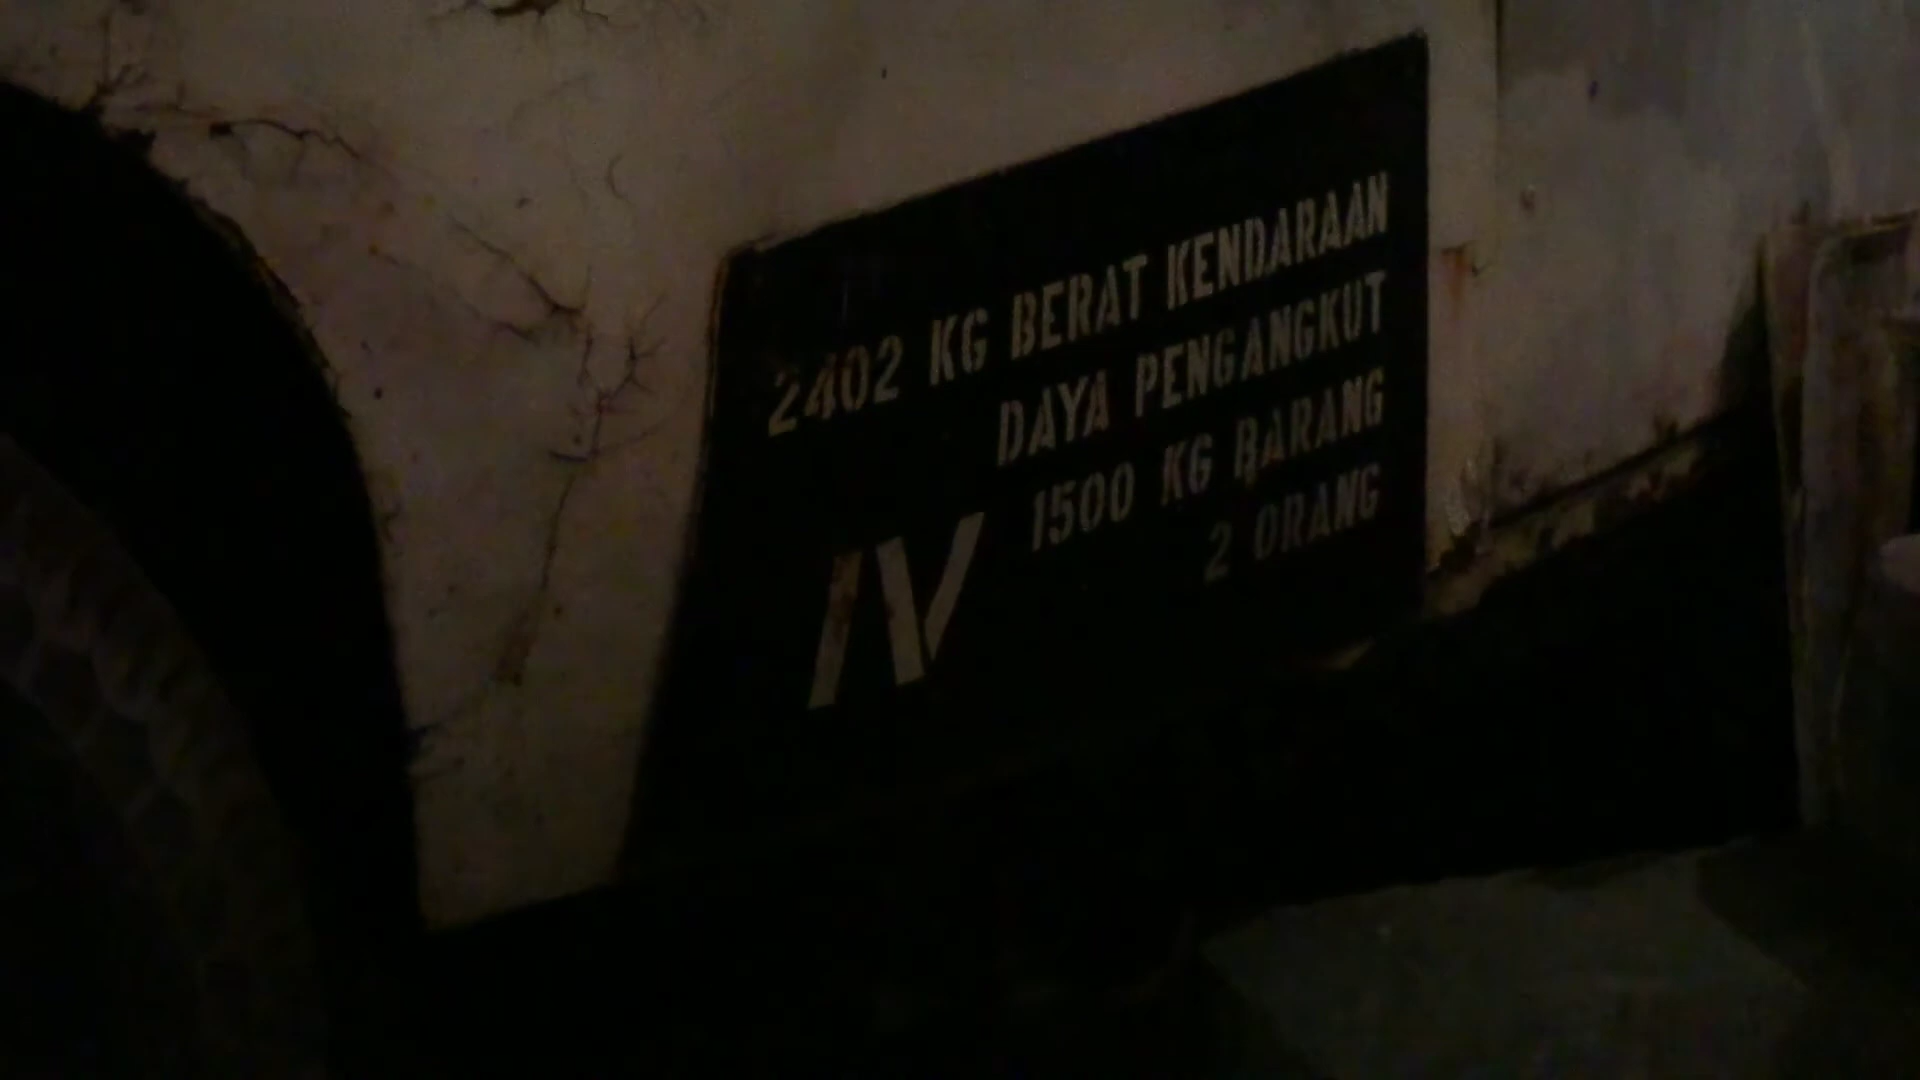 2402 KG BERAT KENDARAAN
DAYA PENGANGKUT
1500 KG BARANG
2 ORANG
IV